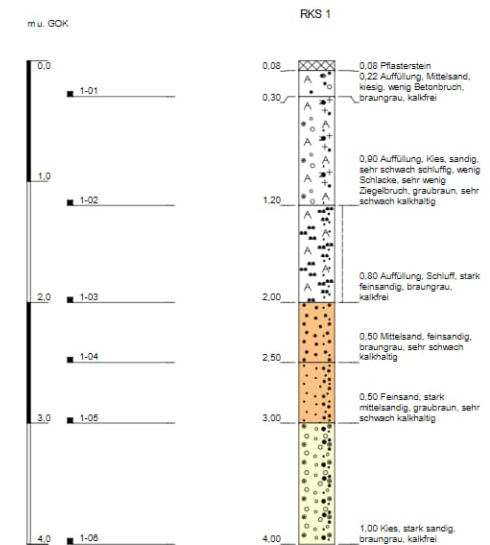 RKS 1
m u. GOK
0,0
1-01
1,0
1-02
2,0
1-03
1-04
3,0
1-05
4,0
1-06
0,08
0,30
1,20
2,00
2,50
3,00
4,00
0,08 Pflasterstein
0,22 Auffüllung, Mittelsand,
kiesig, wenig Betonbruch,
braungrau, kalkfrei
0,90 Auffüllung, Kies, sandig,
sehr schwach schluffig, wenig
Schlacke, sehr wenig
Ziegelbruch, graubraun, sehr
schwach kalkhaltig
0,80 Auffüllung, Schluff, stark
feinsandig, braungrau,
kalkfrei
0,50 Mittelsand, feinsandig,
braungrau, sehr schwach
kalkhaltig
0,50 Feinsand, stark
mittelsandig, graubraun, sehr
schwach kalkhaltig
1,00 Kies, stark sandig,
braungrau, kalkfrei